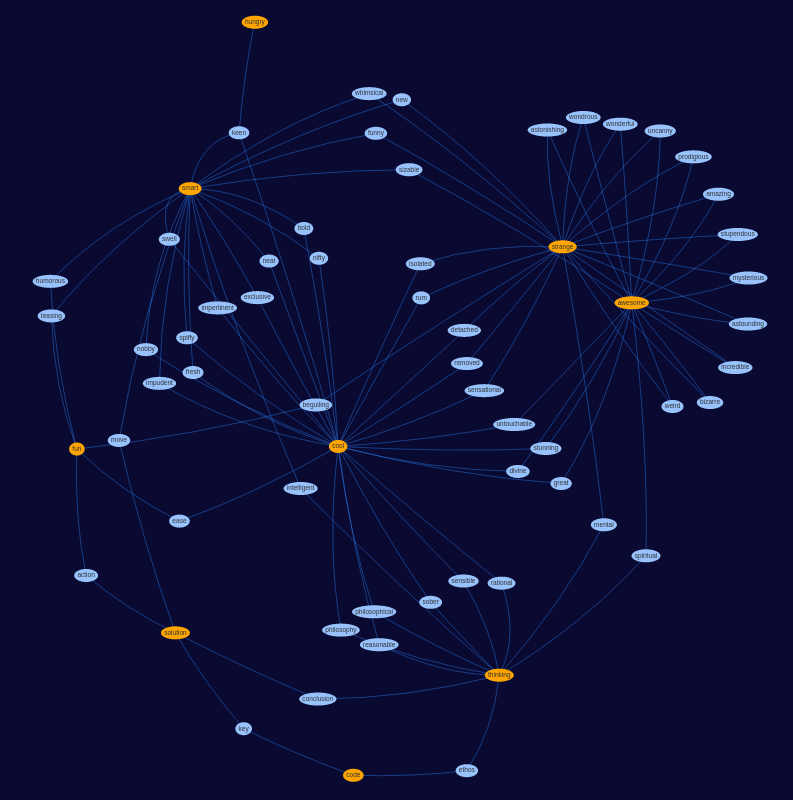 hungry
whimsical
new
wondrous
wonderful
astonishing
uncanny
keen
funny
prodigious
sizable
smart
amazing
bold
stupendous
swell
strange
nifty
neat
isolated
mysterious
humorous
exclusive
rum
awesome
impertinent
teasing
astounding
detached
spiffy
nobby
removed
incredible
fresh
impudent
sensational
beguiling
weird
bizarre
untouchable
move
cool
fun
stunning
divine
great
intelligent
ease
mental
spiritual
action
sensible
rational
sober
philosophical
philosophy
solution
reasonable
thinking
conclusion
key
ethos
code